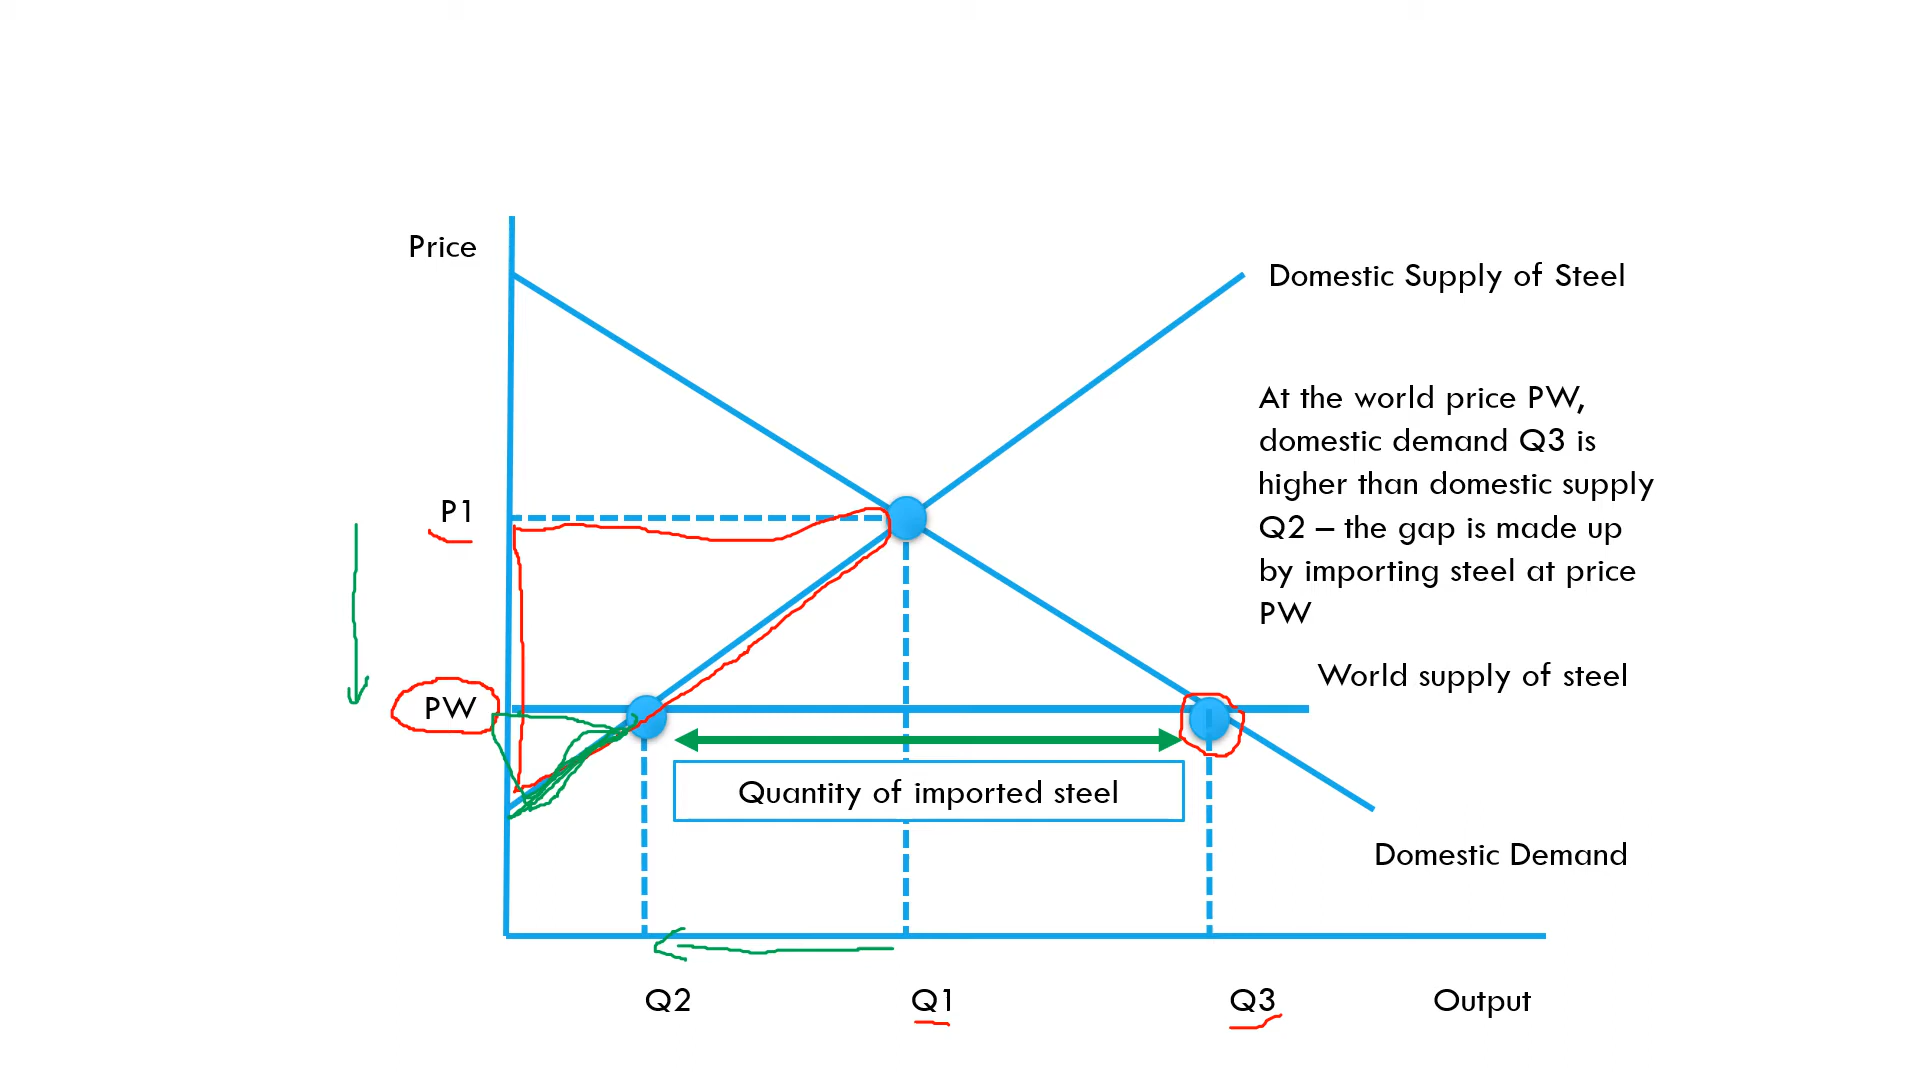 Price
Domestic Supply of Steel
At the world price PW,
domestic demand Q3 is
higher than domestic supply
Q2 – the gap is made up
by importing steel at price
PW
P1
World supply of steel
PW
Quantity of imported steel
Domestic Demand
Q2
Q1
Q3
Output